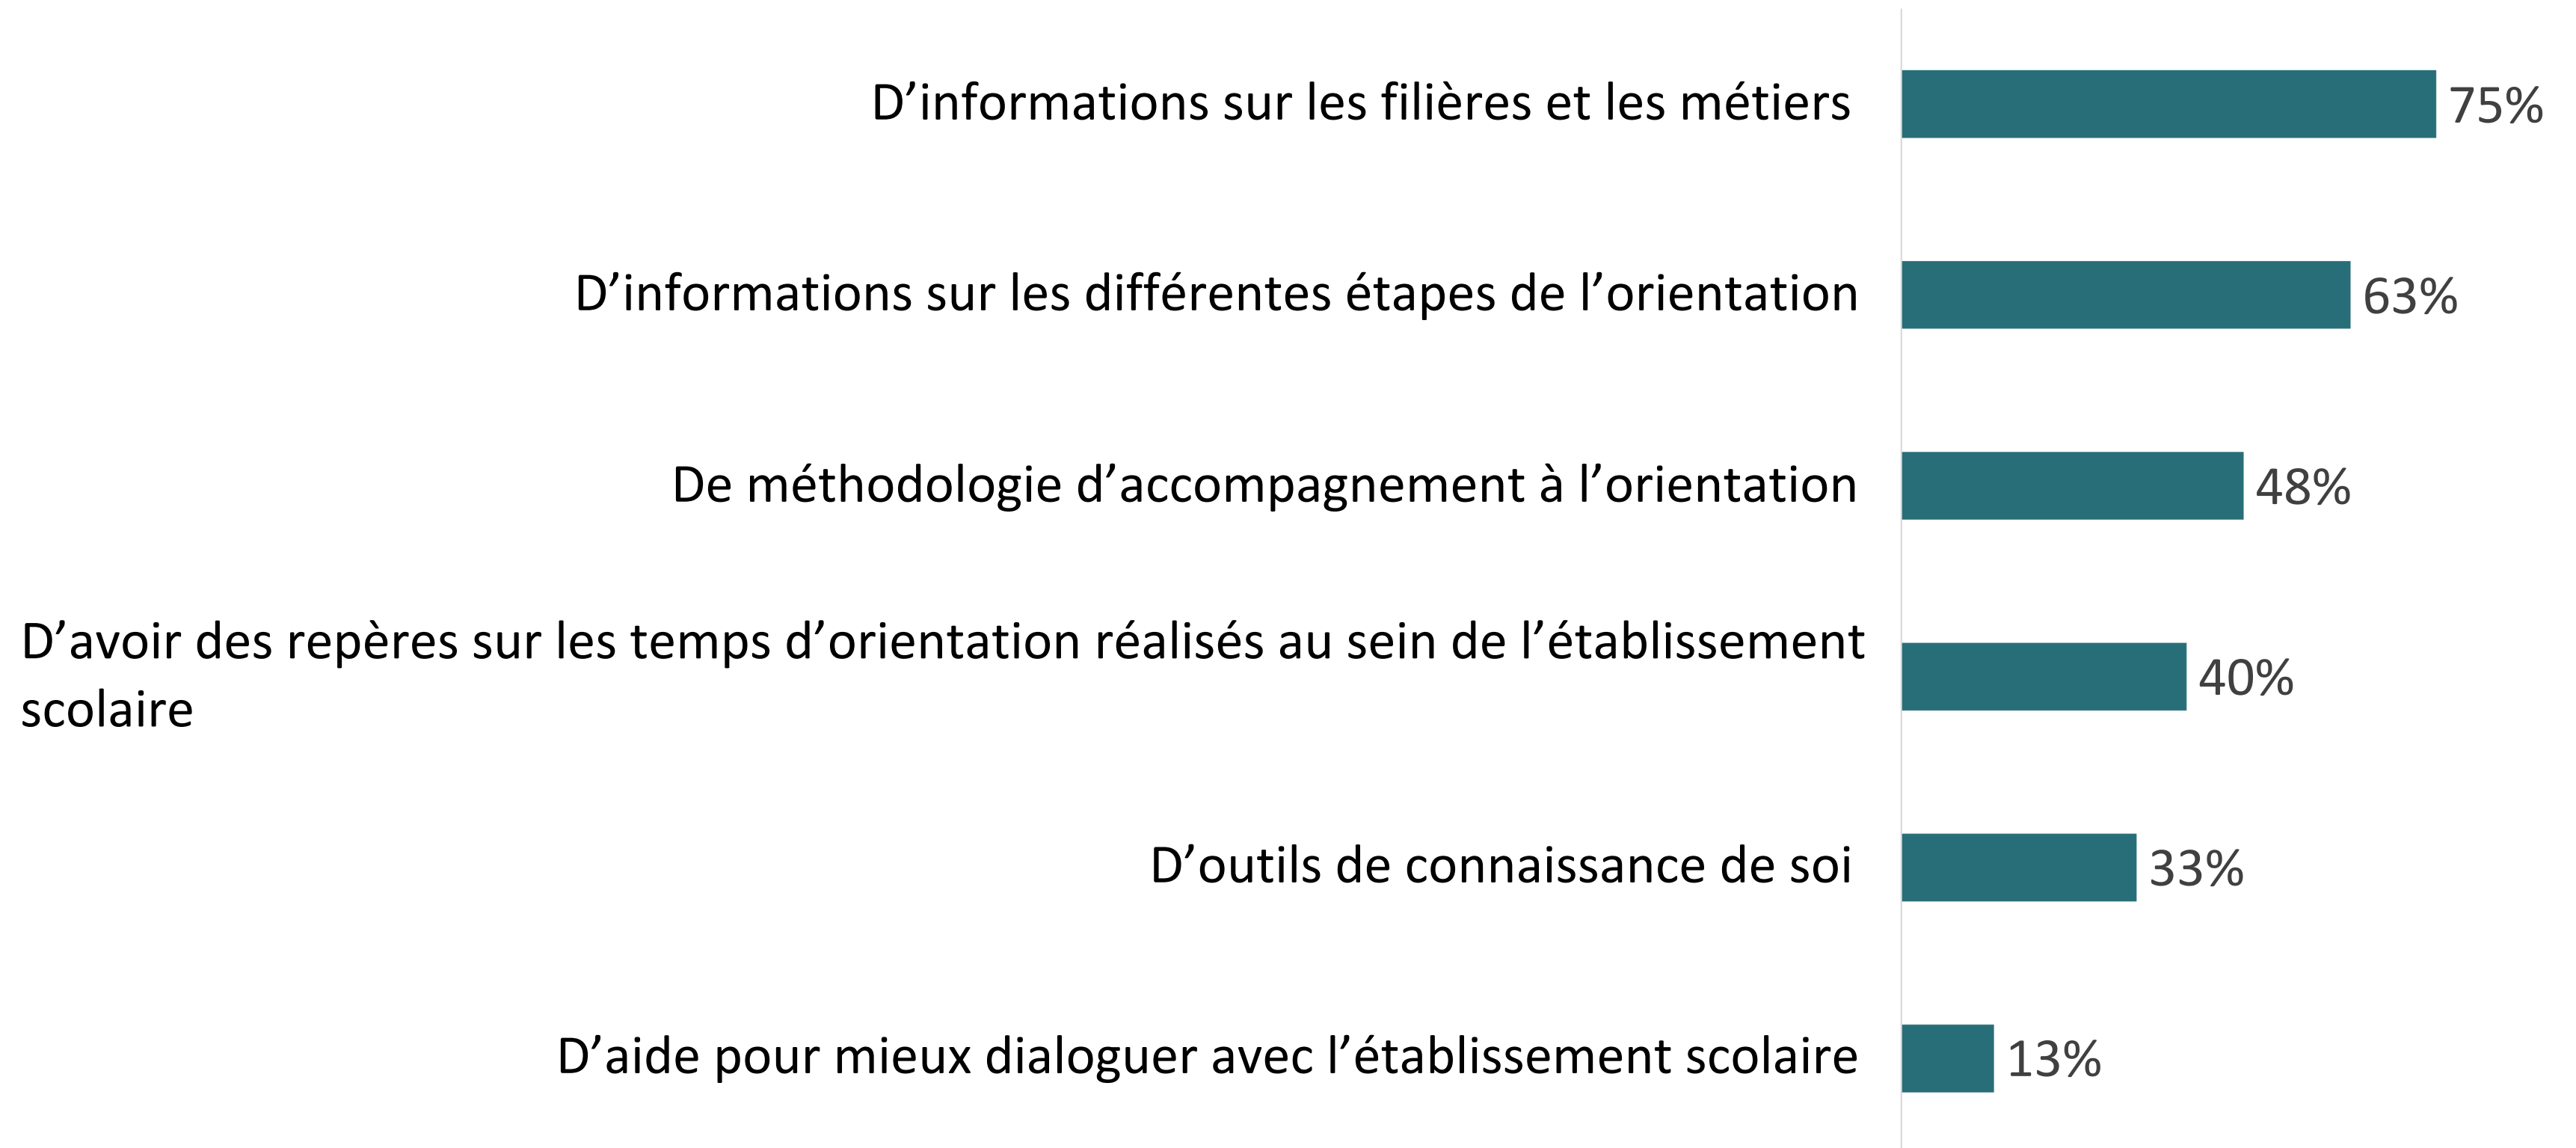 D’informations sur les filières et les métiers
75%
D’informations sur les différentes étapes de l’orientation
63%
De méthodologie d’accompagnement à l’orientation
48%
D’avoir des repères sur les temps d’orientation réalisés au sein de l’établissement
scolaire
40%
D’outils de connaissance de soi
33%
D’aide pour mieux dialoguer avec l’établissement scolaire
13%